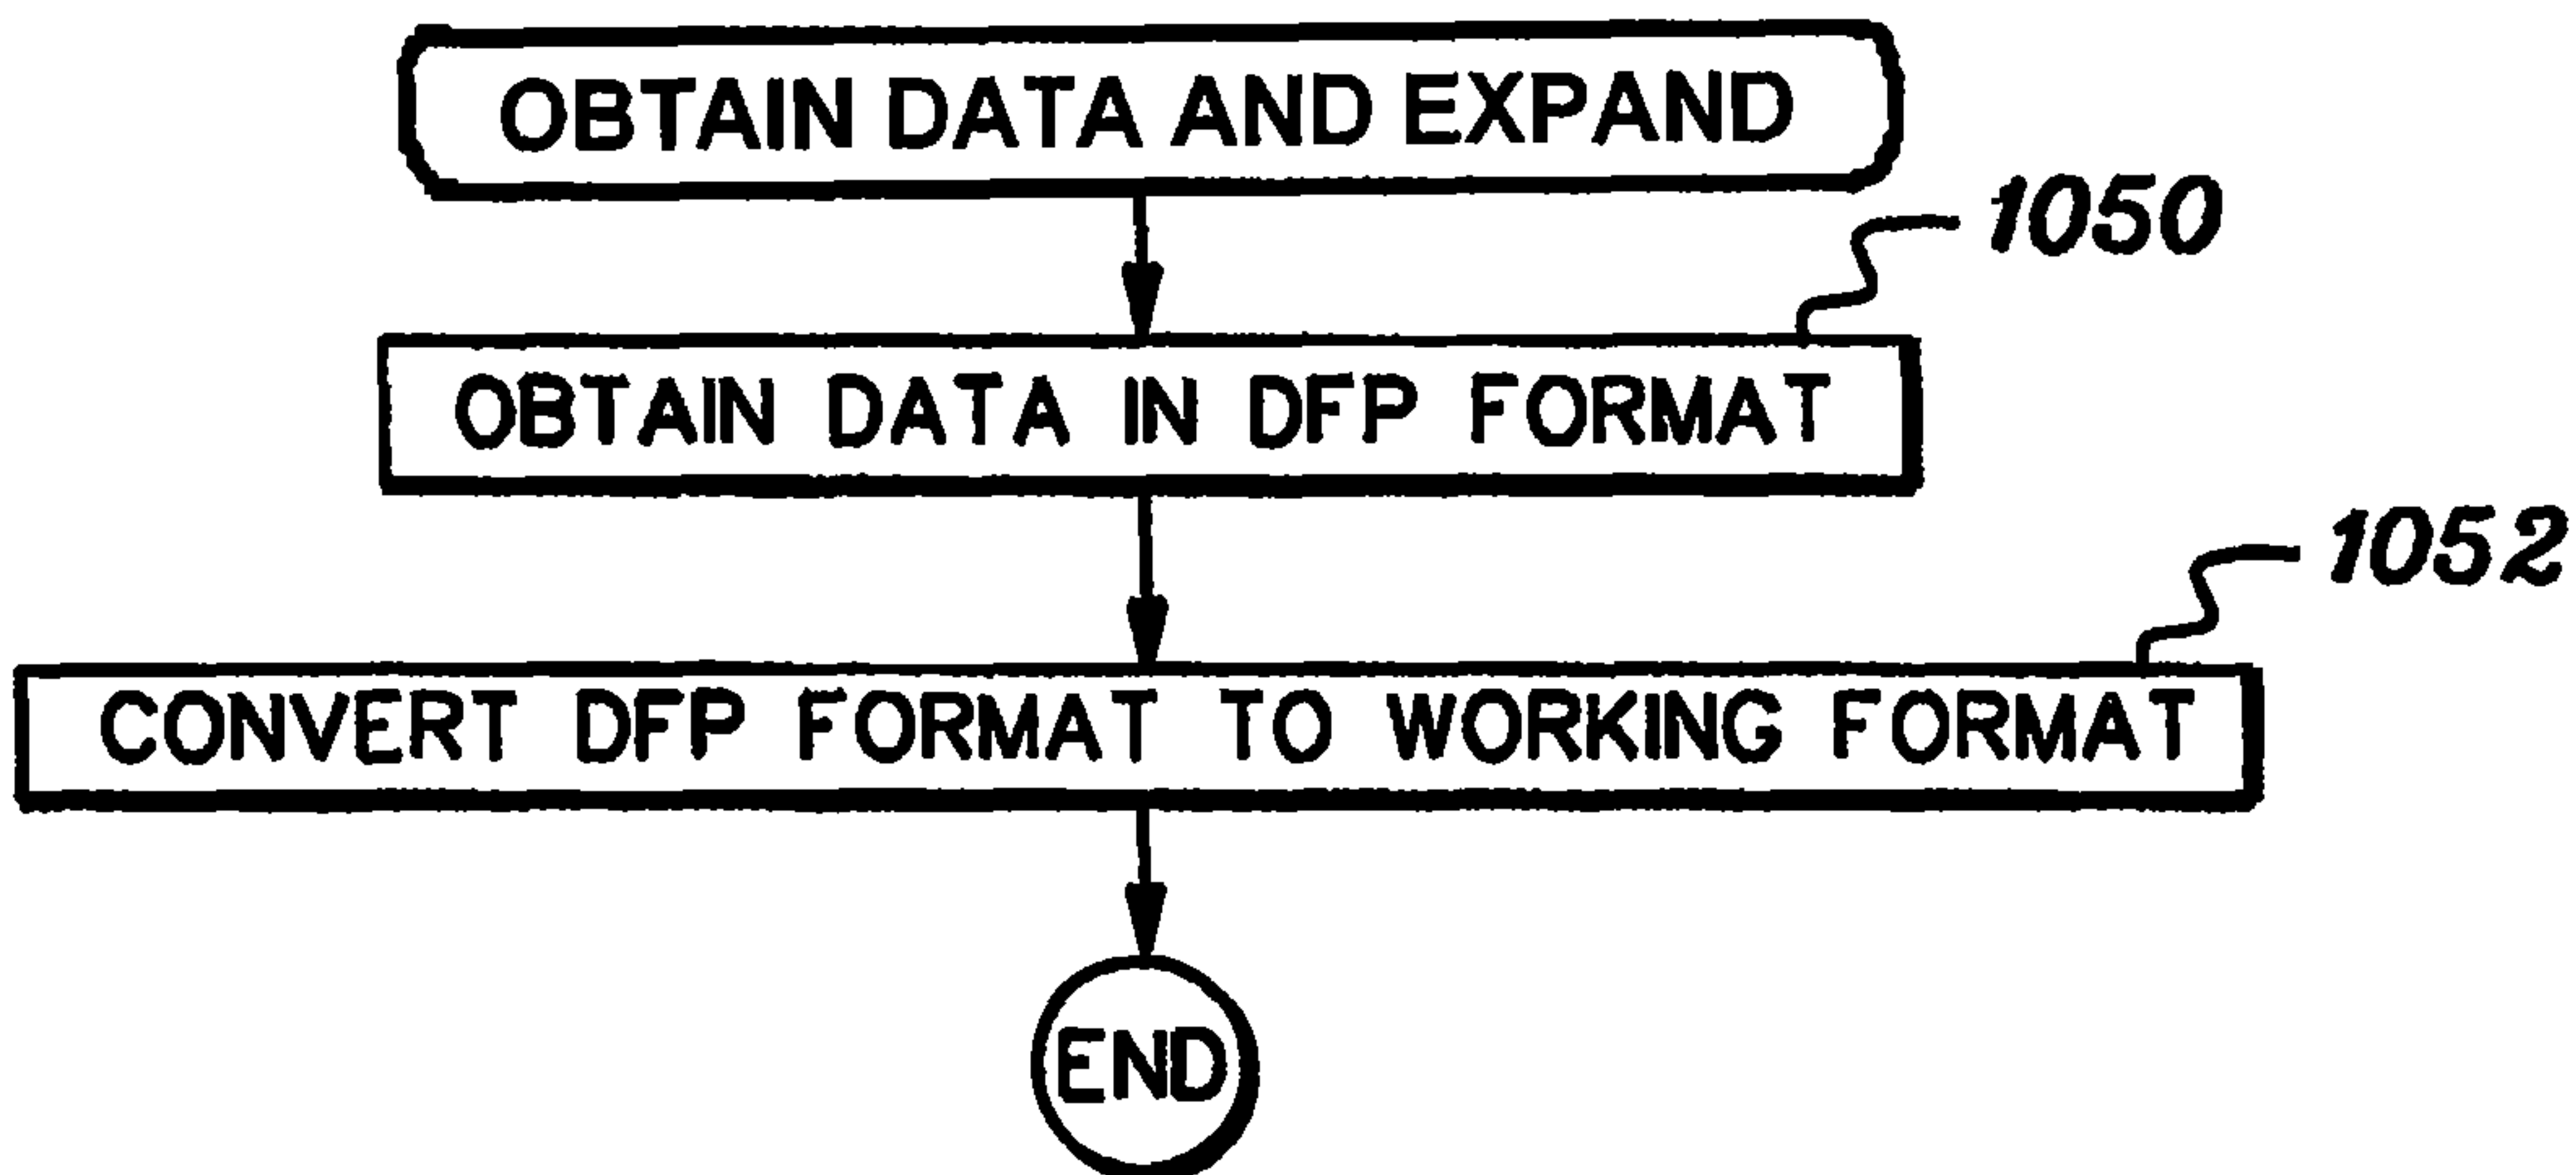 OBTAIN DATA AND EXPAND
1050
OBTAIN DATA IN DFP FORMAT
1052
CONVERT DFP FORMAT TO WORKING FORMAT
END